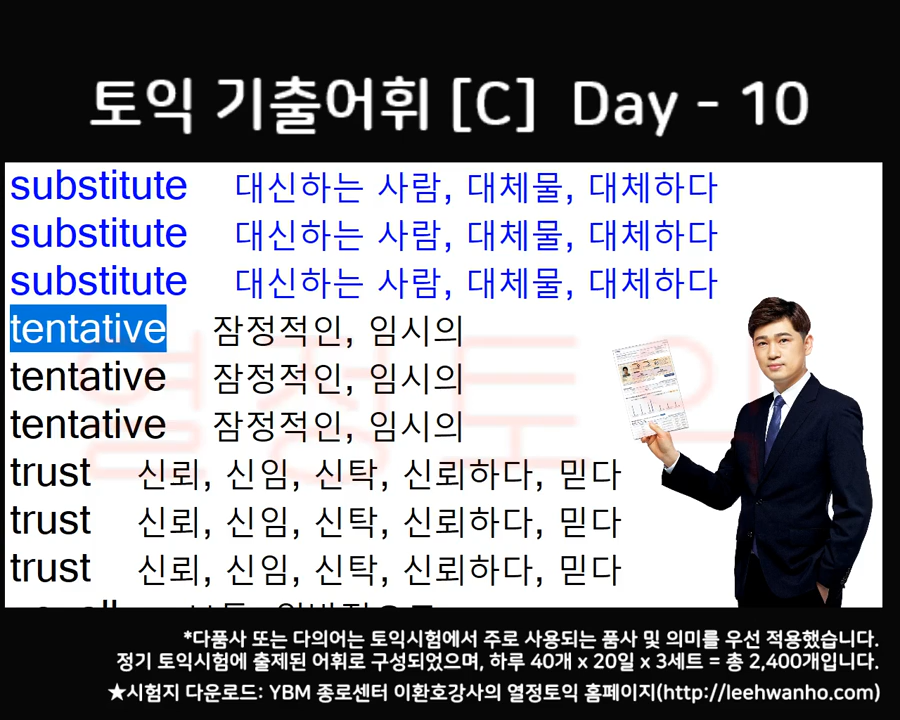 토익 기출어휘 [C] Day - 10
substitute 대신하는 사람, 대체물, 대체하다
substitute 대신하는 사람, 대체물, 대체하다
substitute 대신하는 사람, 대체물, 대체하다
tentative 잠정적인, 임시의
tentative 잠정적인, 임시의
tentative 잠정적인, 임시의
trust 신뢰, 신임, 신탁, 신뢰하다, 믿다
trust 신뢰, 신임, 신탁, 신뢰하다, 믿다
trust 신뢰, 신임, 신탁, 신뢰하다, 믿다
열정토익
*다품사 또는 다의어는 토익시험에서 주로 사용되는 품사 및 의미를 우선 적용했습니다.
정기 토익시험에 출제된 어휘로 구성되었으며, 하루 40개 x 20일 x 3세트 = 총 2,400개입니다.
★시험지 다운로드: YBM 종로센터 이환호강사의 열정토익 홈페이지(http://leehwanho.com)